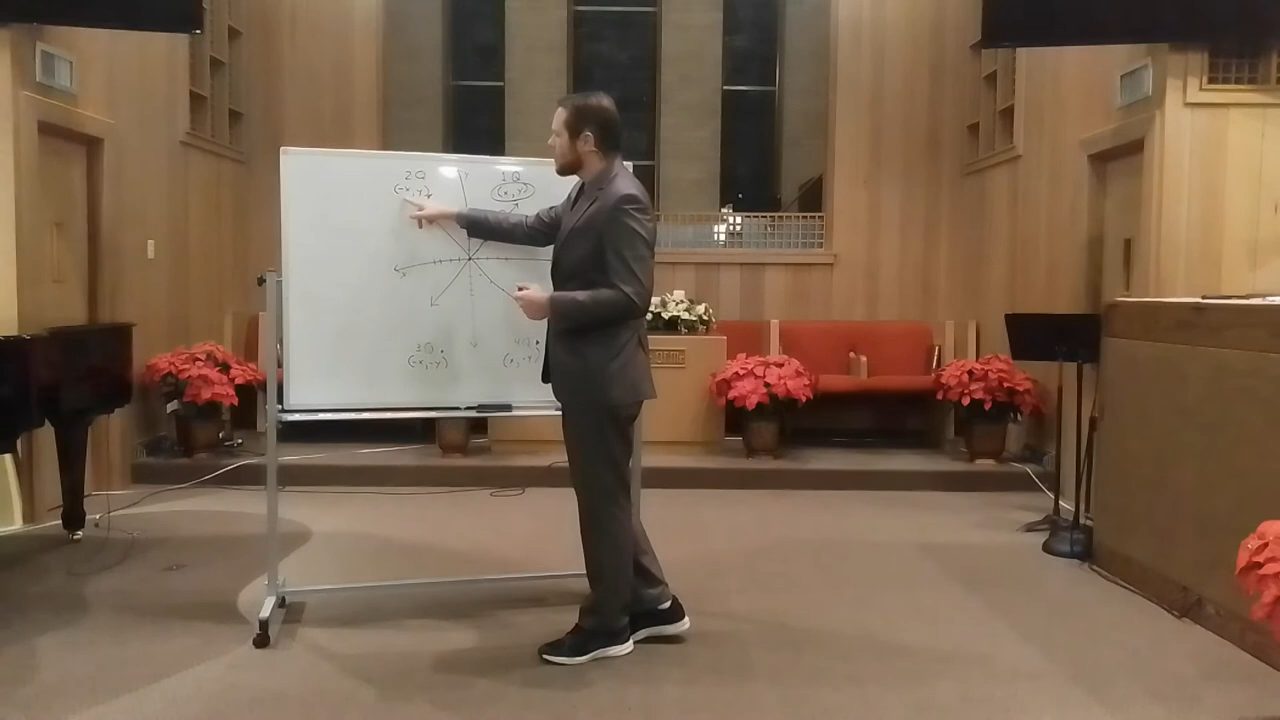 2Q
(-x, y)
1Q
(x, y)
y
x
3Q
(-x, -y)
4Q
(x, -y)